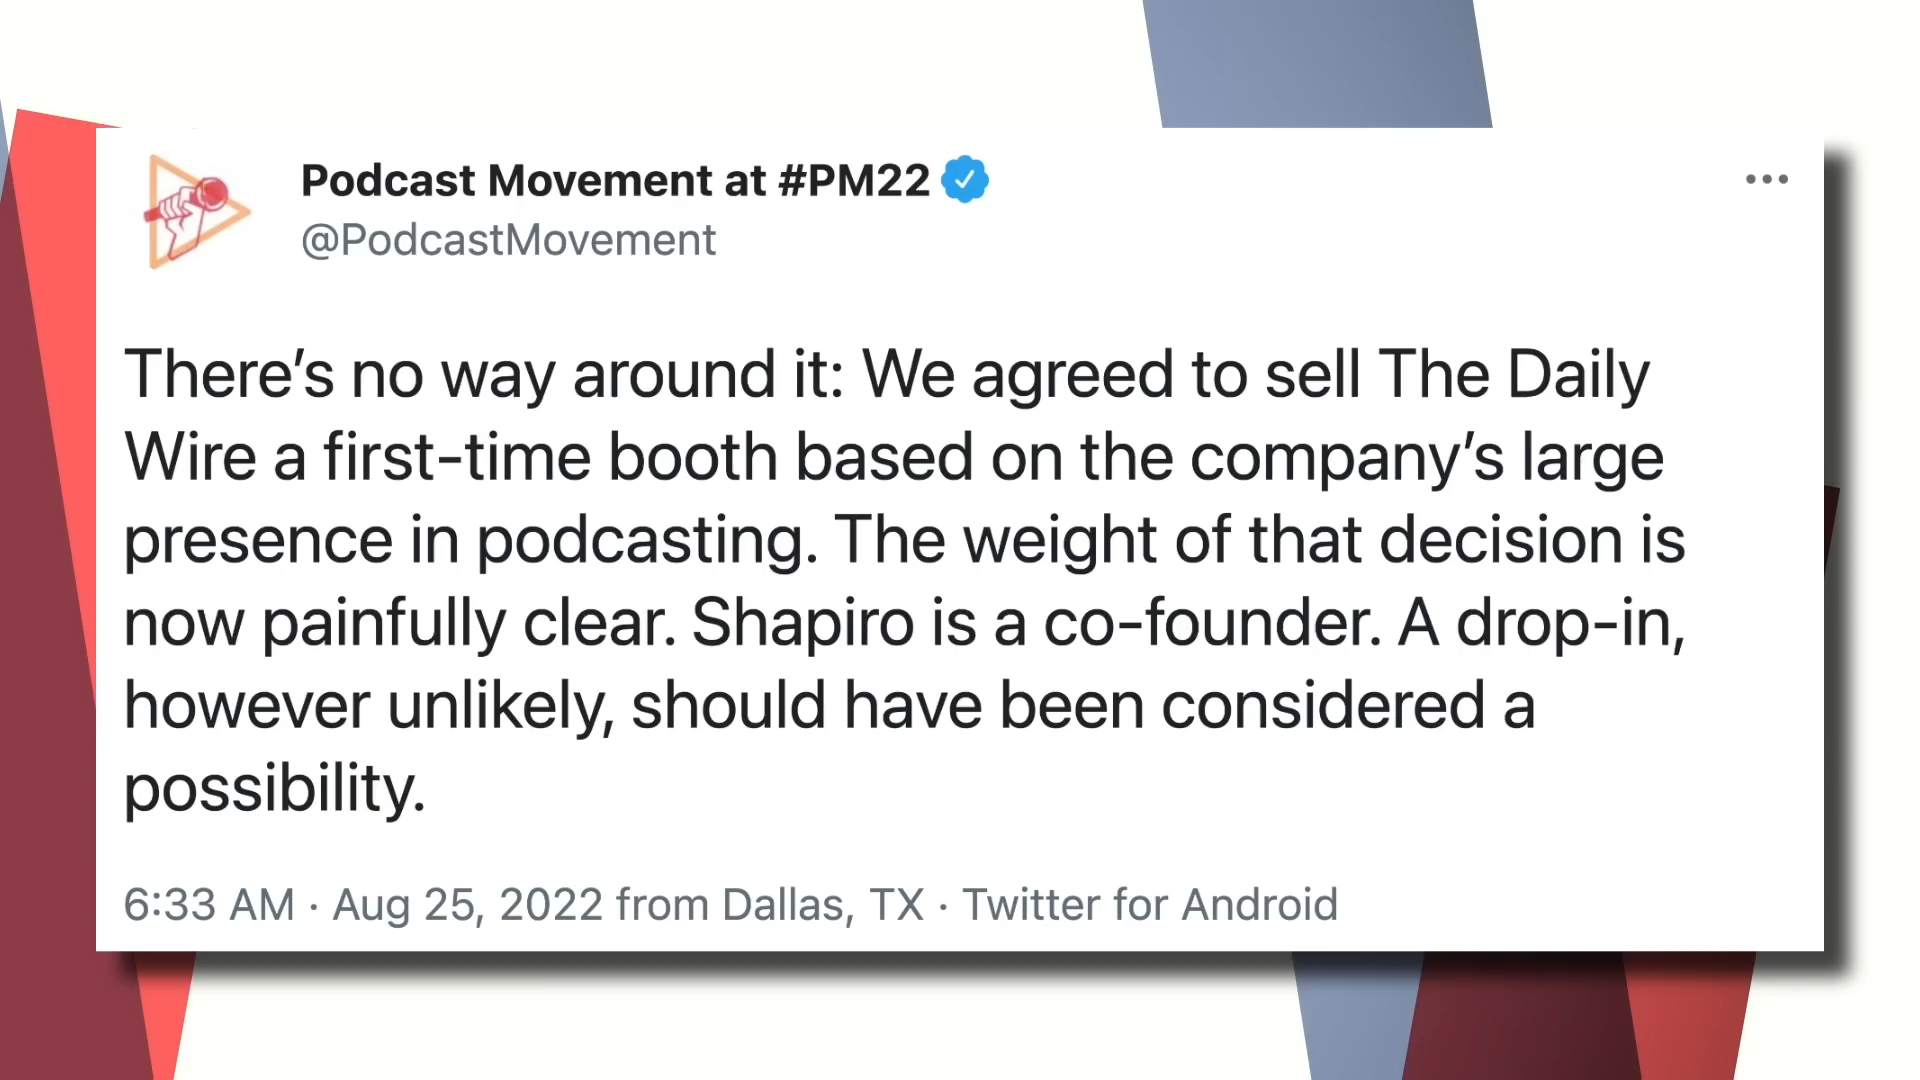 Podcast Movement at #PM22
@PodcastMovement
There’s no way around it: We agreed to sell The Daily
Wire a first-time booth based on the company’s large
presence in podcasting. The weight of that decision is
now painfully clear. Shapiro is a co-founder. A drop-in,
however unlikely, should have been considered a
possibility.
6:33 AM · Aug 25, 2022 from Dallas, TX · Twitter for Android